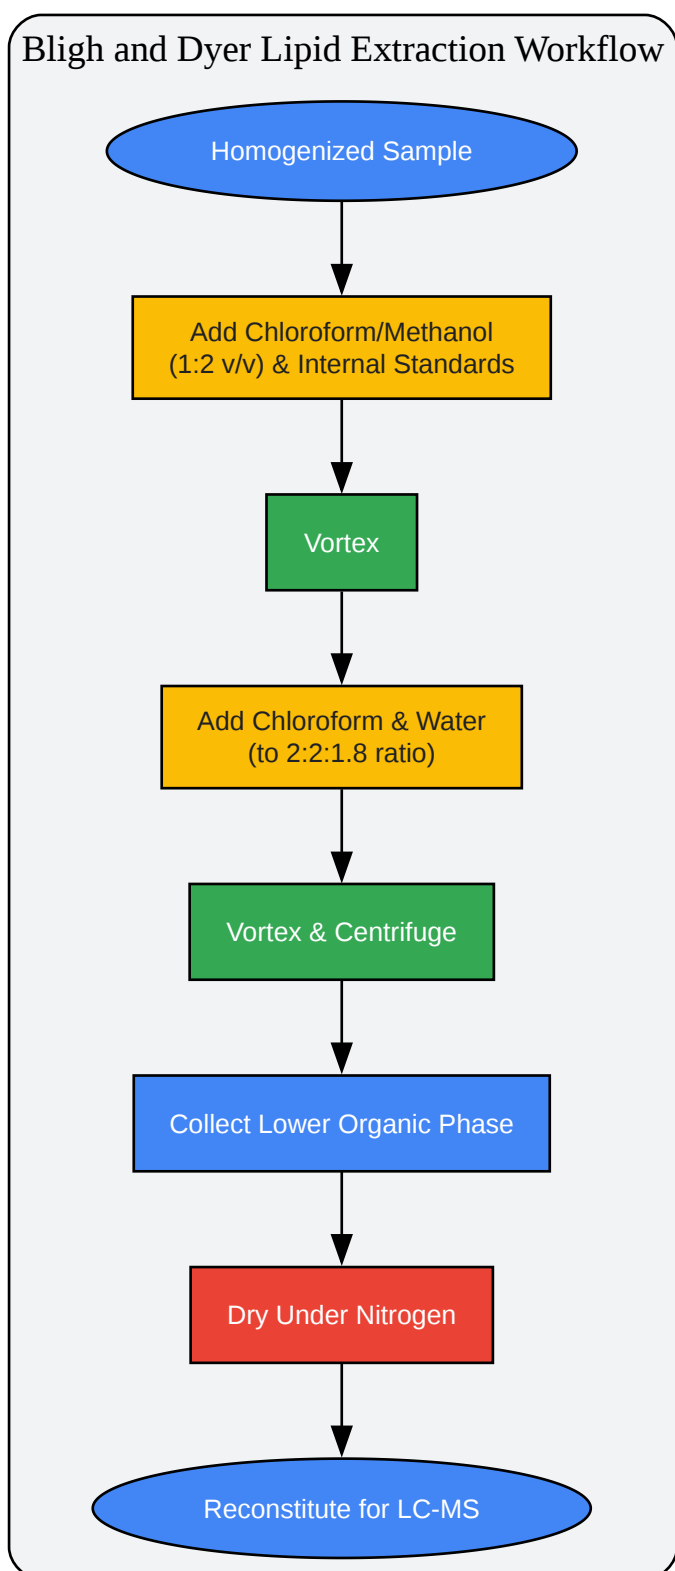 Bligh and Dyer Lipid Extraction Workflow
Homogenized Sample
Add Chloroform/Methanol
(1:2 v/v) & Internal Standards
Vortex
Add Chloroform & Water
(to 2:2:1.8 ratio)
Vortex & Centrifuge
Collect Lower Organic Phase
Dry Under Nitrogen
Reconstitute for LC-MS